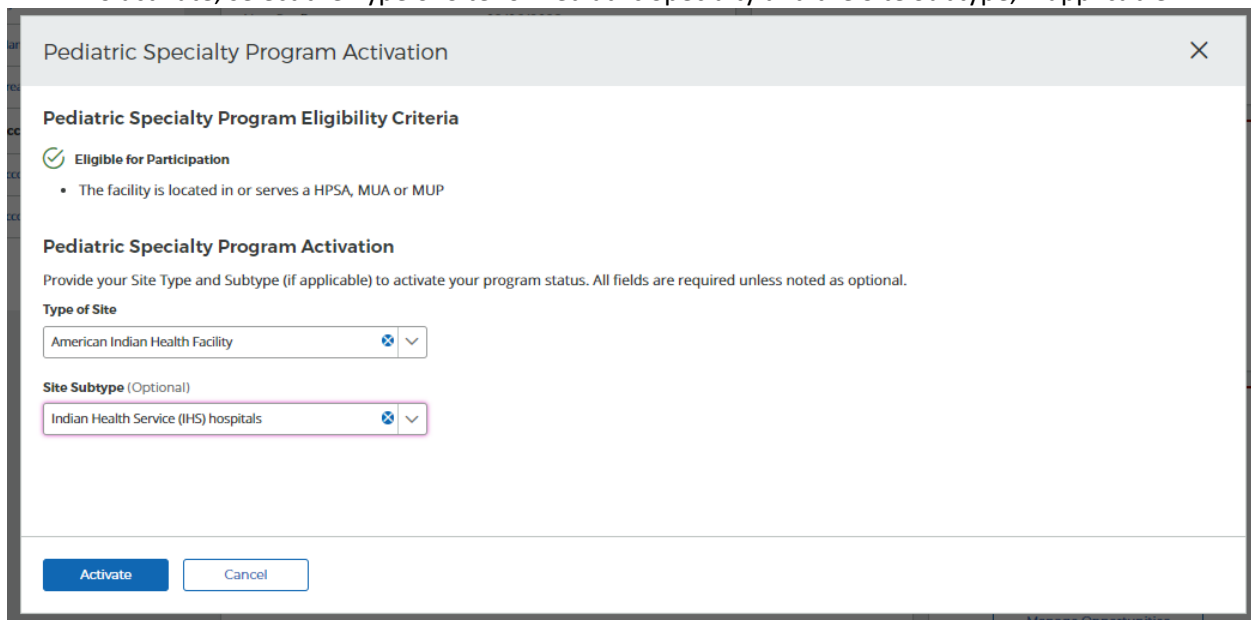 Pediatric Specialty Program Activation
Pediatric Specialty Program Eligibility Criteria
Eligible for Participation
• The facility is located in or serves a HPSA, MUA or MUP
Pediatric Specialty Program Activation
Provide your Site Type and Subtype (if applicable) to activate your program status. All fields are required unless noted as optional.
Type of Site
American Indian Health Facility
Site Subtype (Optional)
Indian Health Service (IHS) hospitals
Activate Cancel